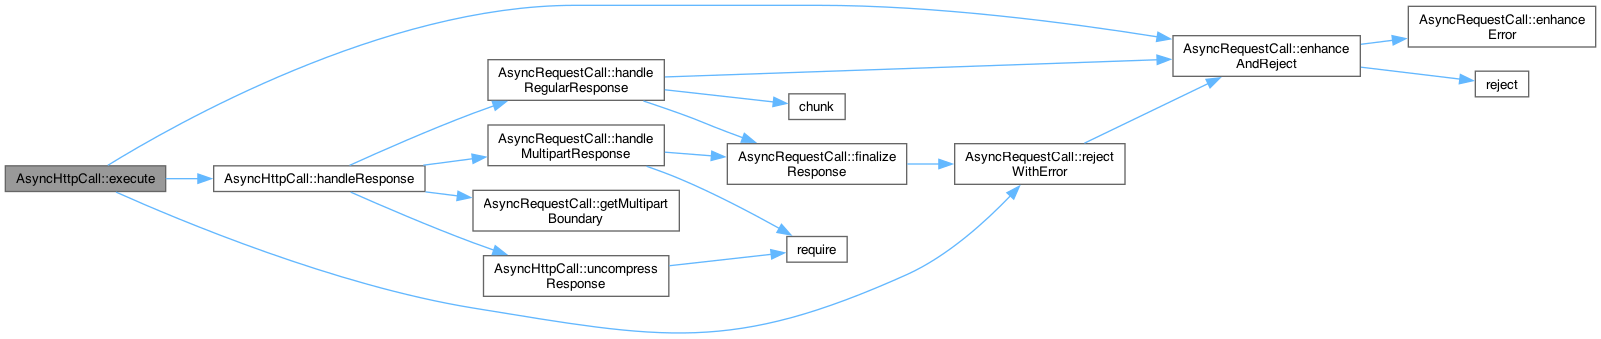 AsyncHttpCall::execute
AsyncHttpCall::handleResponse
AsyncRequestCall::handle
RegularResponse
AsyncRequestCall::handle
MultipartResponse
AsyncRequestCall::getMultipart
Boundary
AsyncHttpCall::uncompress
Response
chunk
AsyncRequestCall::finalize
Response
require
AsyncRequestCall::reject
WithError
AsyncRequestCall::enhance
AndReject
AsyncRequestCall::enhance
Error
reject